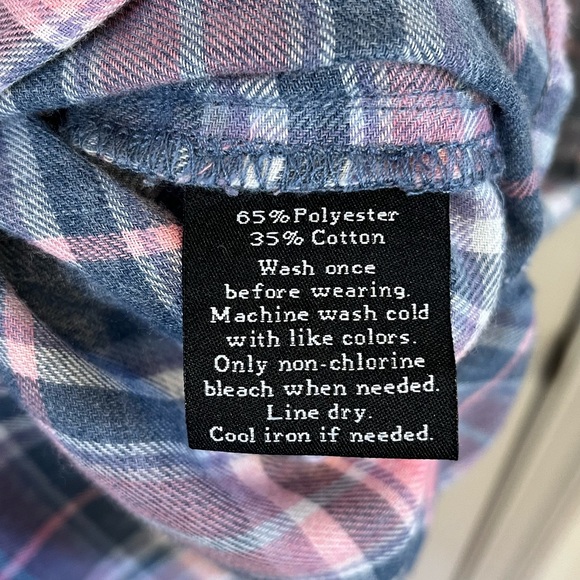 65%Polyester
35% Cotton
Wash once
before wearing.
Machine wash cold
with like colors.
Only non-chlorine
bleach when needed.
Line dry.
Cool iron if needed.